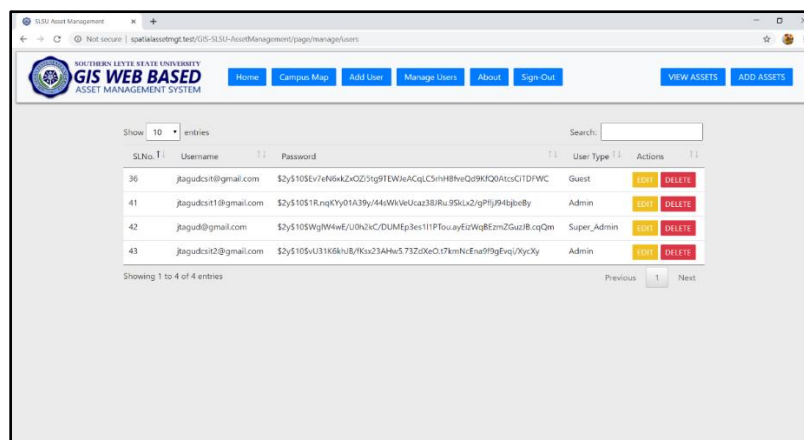 SLSU Asset Management
Not secure | spatialassetmgt.test/GIS-SLSU-AssetManagement/page/manage/users
SOUTHERN LEYTE STATE UNIVERSITY
GIS WEB BASED
ASSET MANAGEMENT SYSTEM
Home Campus Map Add User Manage Users About Sign-Out VIEW ASSETS ADD ASSETS
Show 10 entries Search:
SLNo. Username Password User Type Actions
36 jtagudcsit@gmail.com Guest EDIT DELETE
41 jtagudcsit1@gmail.com Admin EDIT DELETE
42 jtagud@gmail.com Super_Admin EDIT DELETE
43 jtagudcsit2@gmail.com Admin EDIT DELETE
Showing 1 to 4 of 4 entries Previous 1 Next